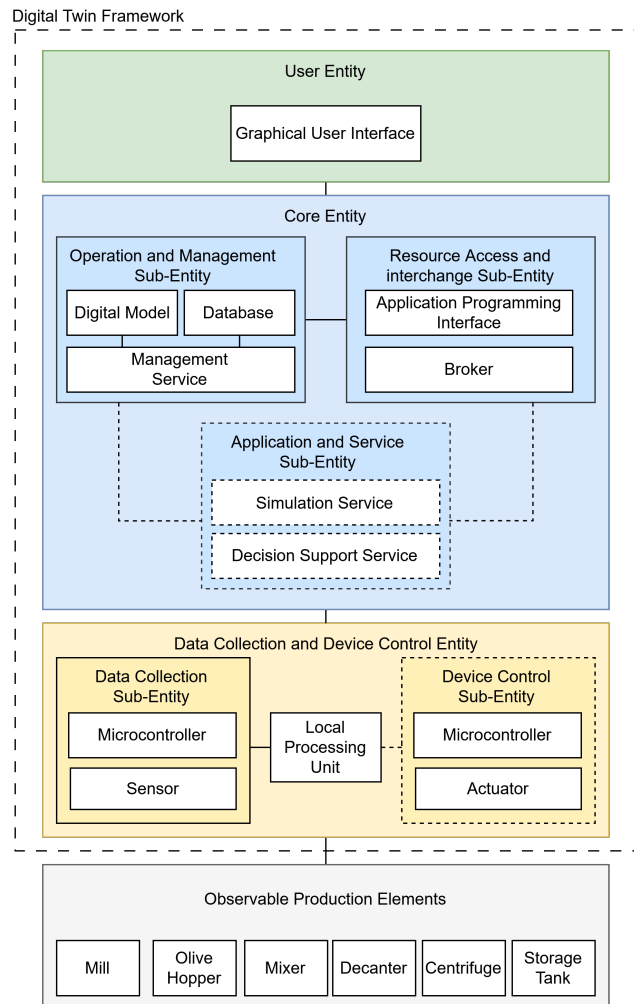 Digital Twin Framework
User Entity
Graphical User Interface
Core Entity
Operation and Management
Sub-Entity
Digital Model
Database
Management
Service
Resource Access and
interchange Sub-Entity
Application Programming
Interface
Broker
Application and Service
Sub-Entity
Simulation Service
Decision Support Service
Data Collection and Device Control Entity
Data Collection
Sub-Entity
Microcontroller
Sensor
Local
Processing
Unit
Device Control
Sub-Entity
Microcontroller
Actuator
Observable Production Elements
Mill
Olive
Hopper
Mixer
Decanter
Centrifuge
Storage
Tank